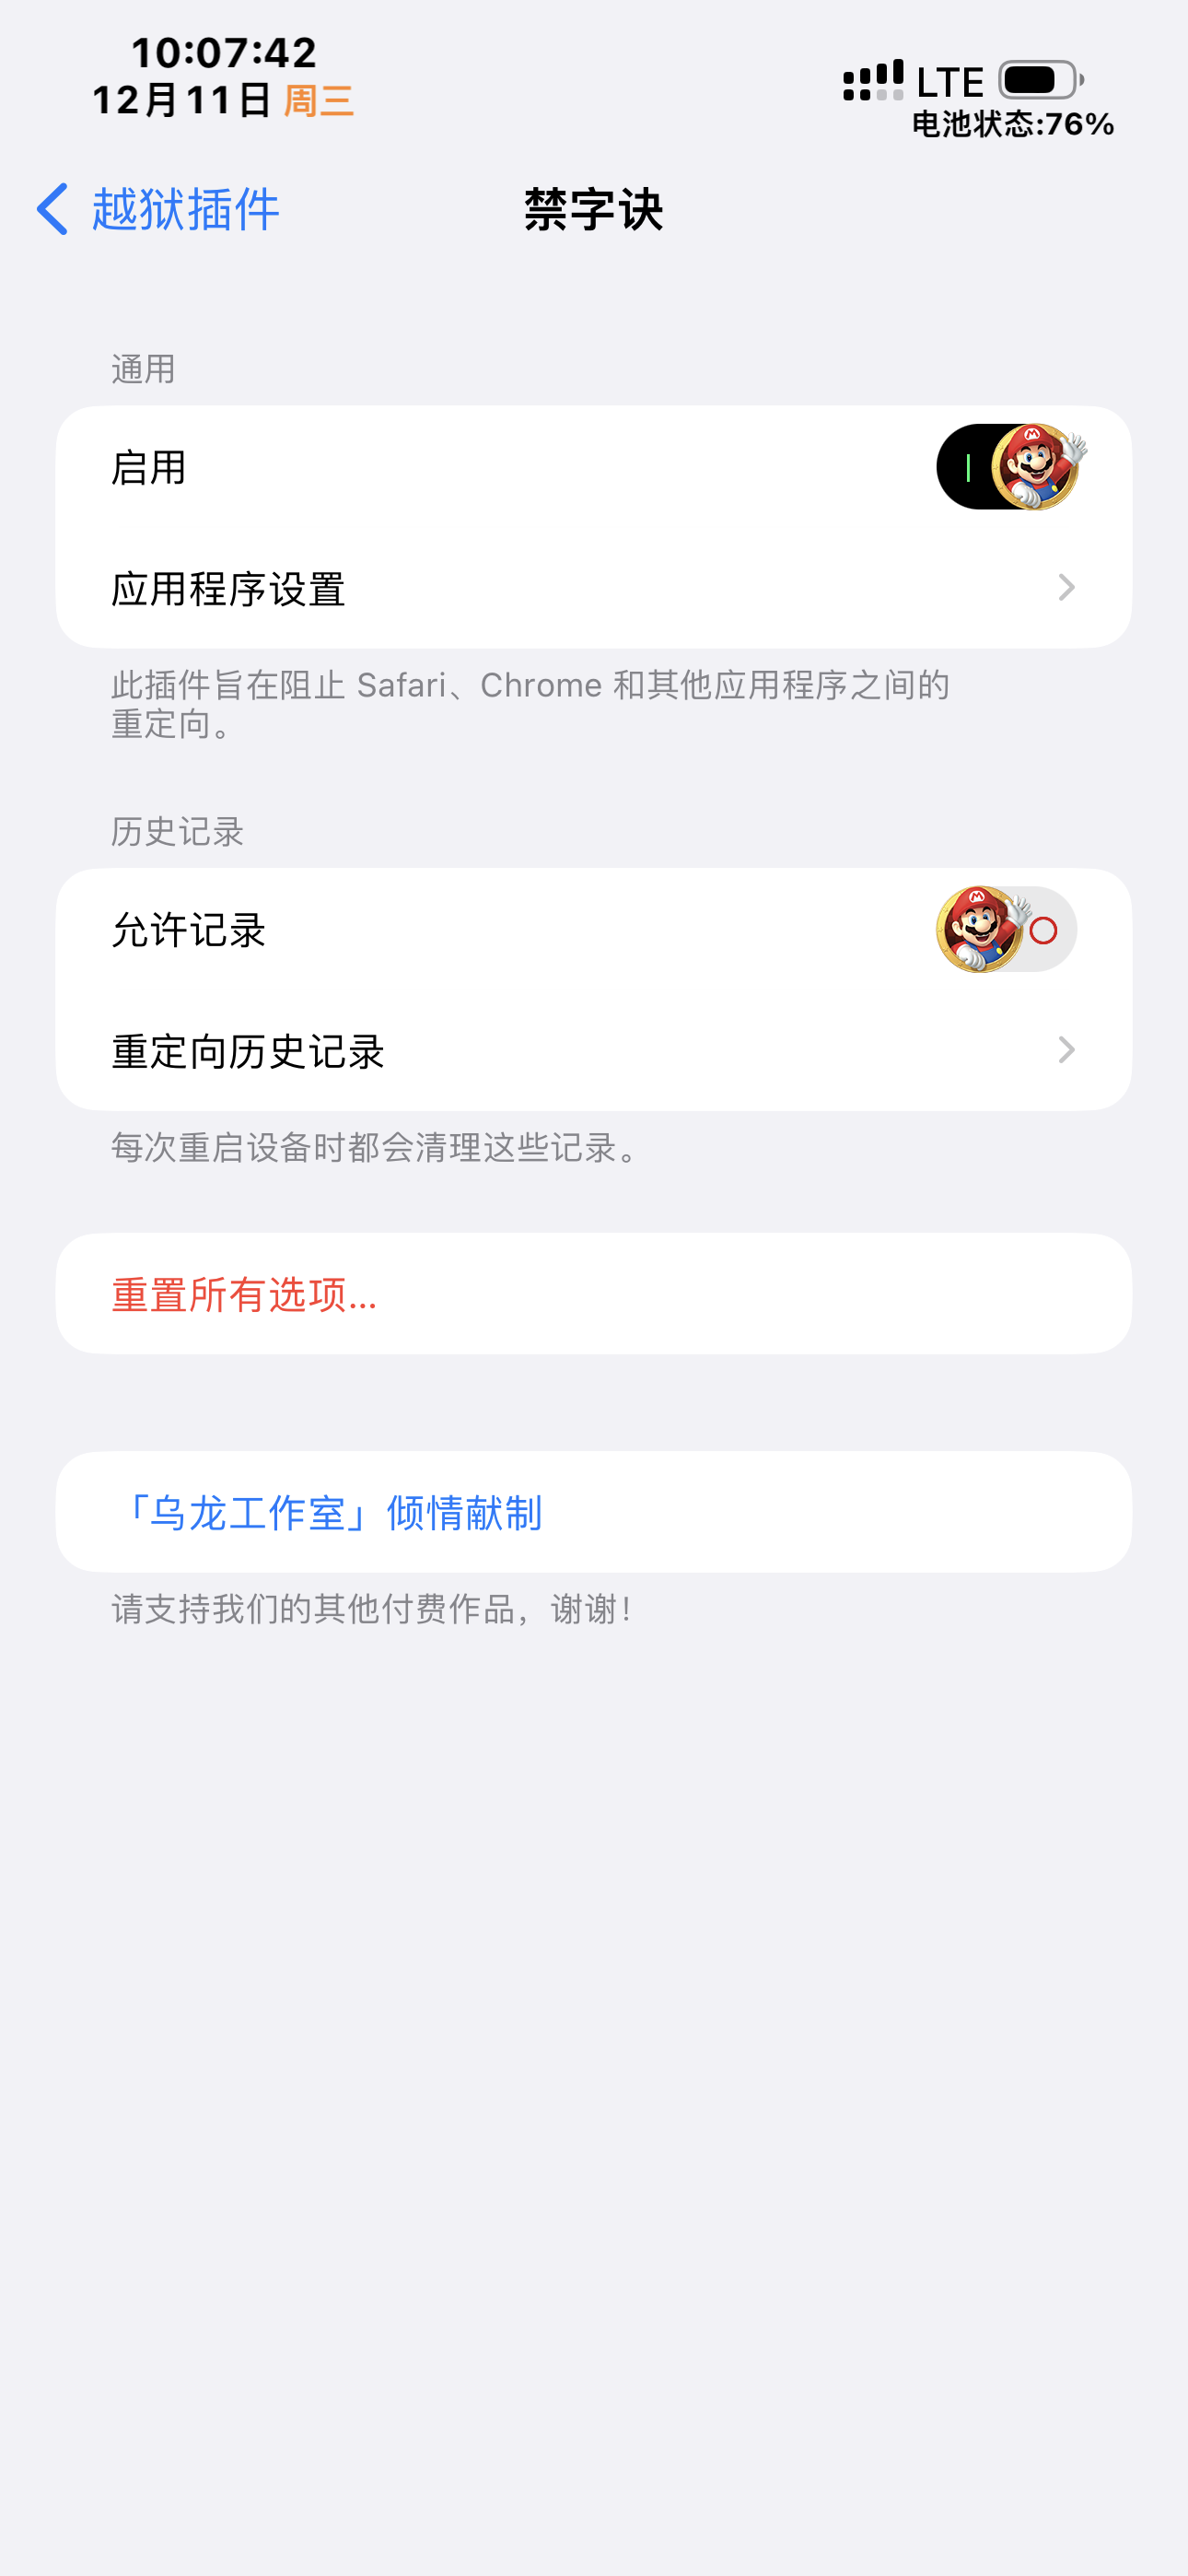 10:07:42
12月11日 周三
LTE
电池状态:76%
越狱插件
禁字诀
通用
启用
应用程序设置
此插件旨在阻止 Safari、Chrome 和其他应用程序之间的
重定向。
历史记录
允许记录
重定向历史记录
每次重启设备时都会清理这些记录。
重置所有选项...
「乌龙工作室」倾情献制
请支持我们的其他付费作品，谢谢！